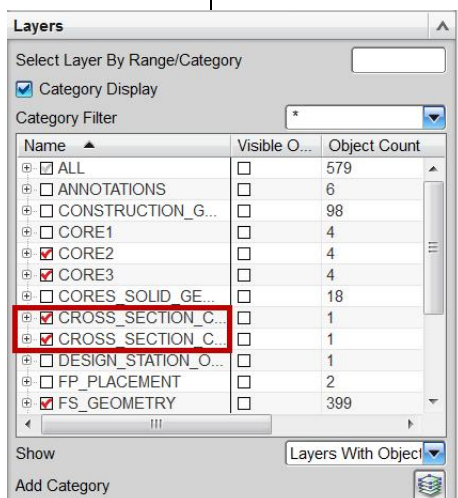 Layers
Select Layer By Range/Category
Category Display
Category Filter *
Name Visible O... Object Count
ALL 579
ANNOTATIONS 6
CONSTRUCTION_G... 98
CORE1 4
CORE2 4
CORE3 4
CORES_SOLID_GE... 18
CROSS_SECTION_C... 1
CROSS_SECTION_C... 1
DESIGN_STATION_O... 1
FP_PLACEMENT 2
FS_GEOMETRY 399
Show Layers With Object
Add Category